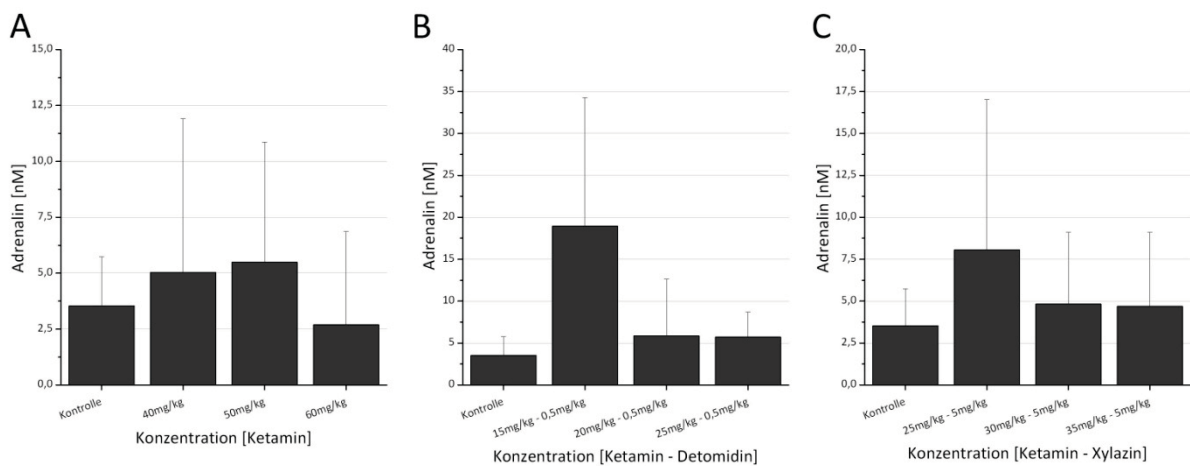 A
15,0
12,5
10,0
7,5
5,0
2,5
0,0
Adrenalin [nM]
Kontrolle
40mg/kg
50mg/kg
60mg/kg
Konzentration [Ketamin]
B
40
35
30
25
20
15
10
5
0
Adrenalin [nM]
Kontrolle
15mg/kg - 0,5mg/kg
20mg/kg - 0,5mg/kg
25mg/kg - 0,5mg/kg
Konzentration [Ketamin - Detomidin]
C
20,0
17,5
15,0
12,5
10,0
7,5
5,0
2,5
0,0
Adrenalin [nM]
Kontrolle
25mg/kg - 5mg/kg
30mg/kg - 5mg/kg
35mg/kg - 5mg/kg
Konzentration [Ketamin - Xylazin]